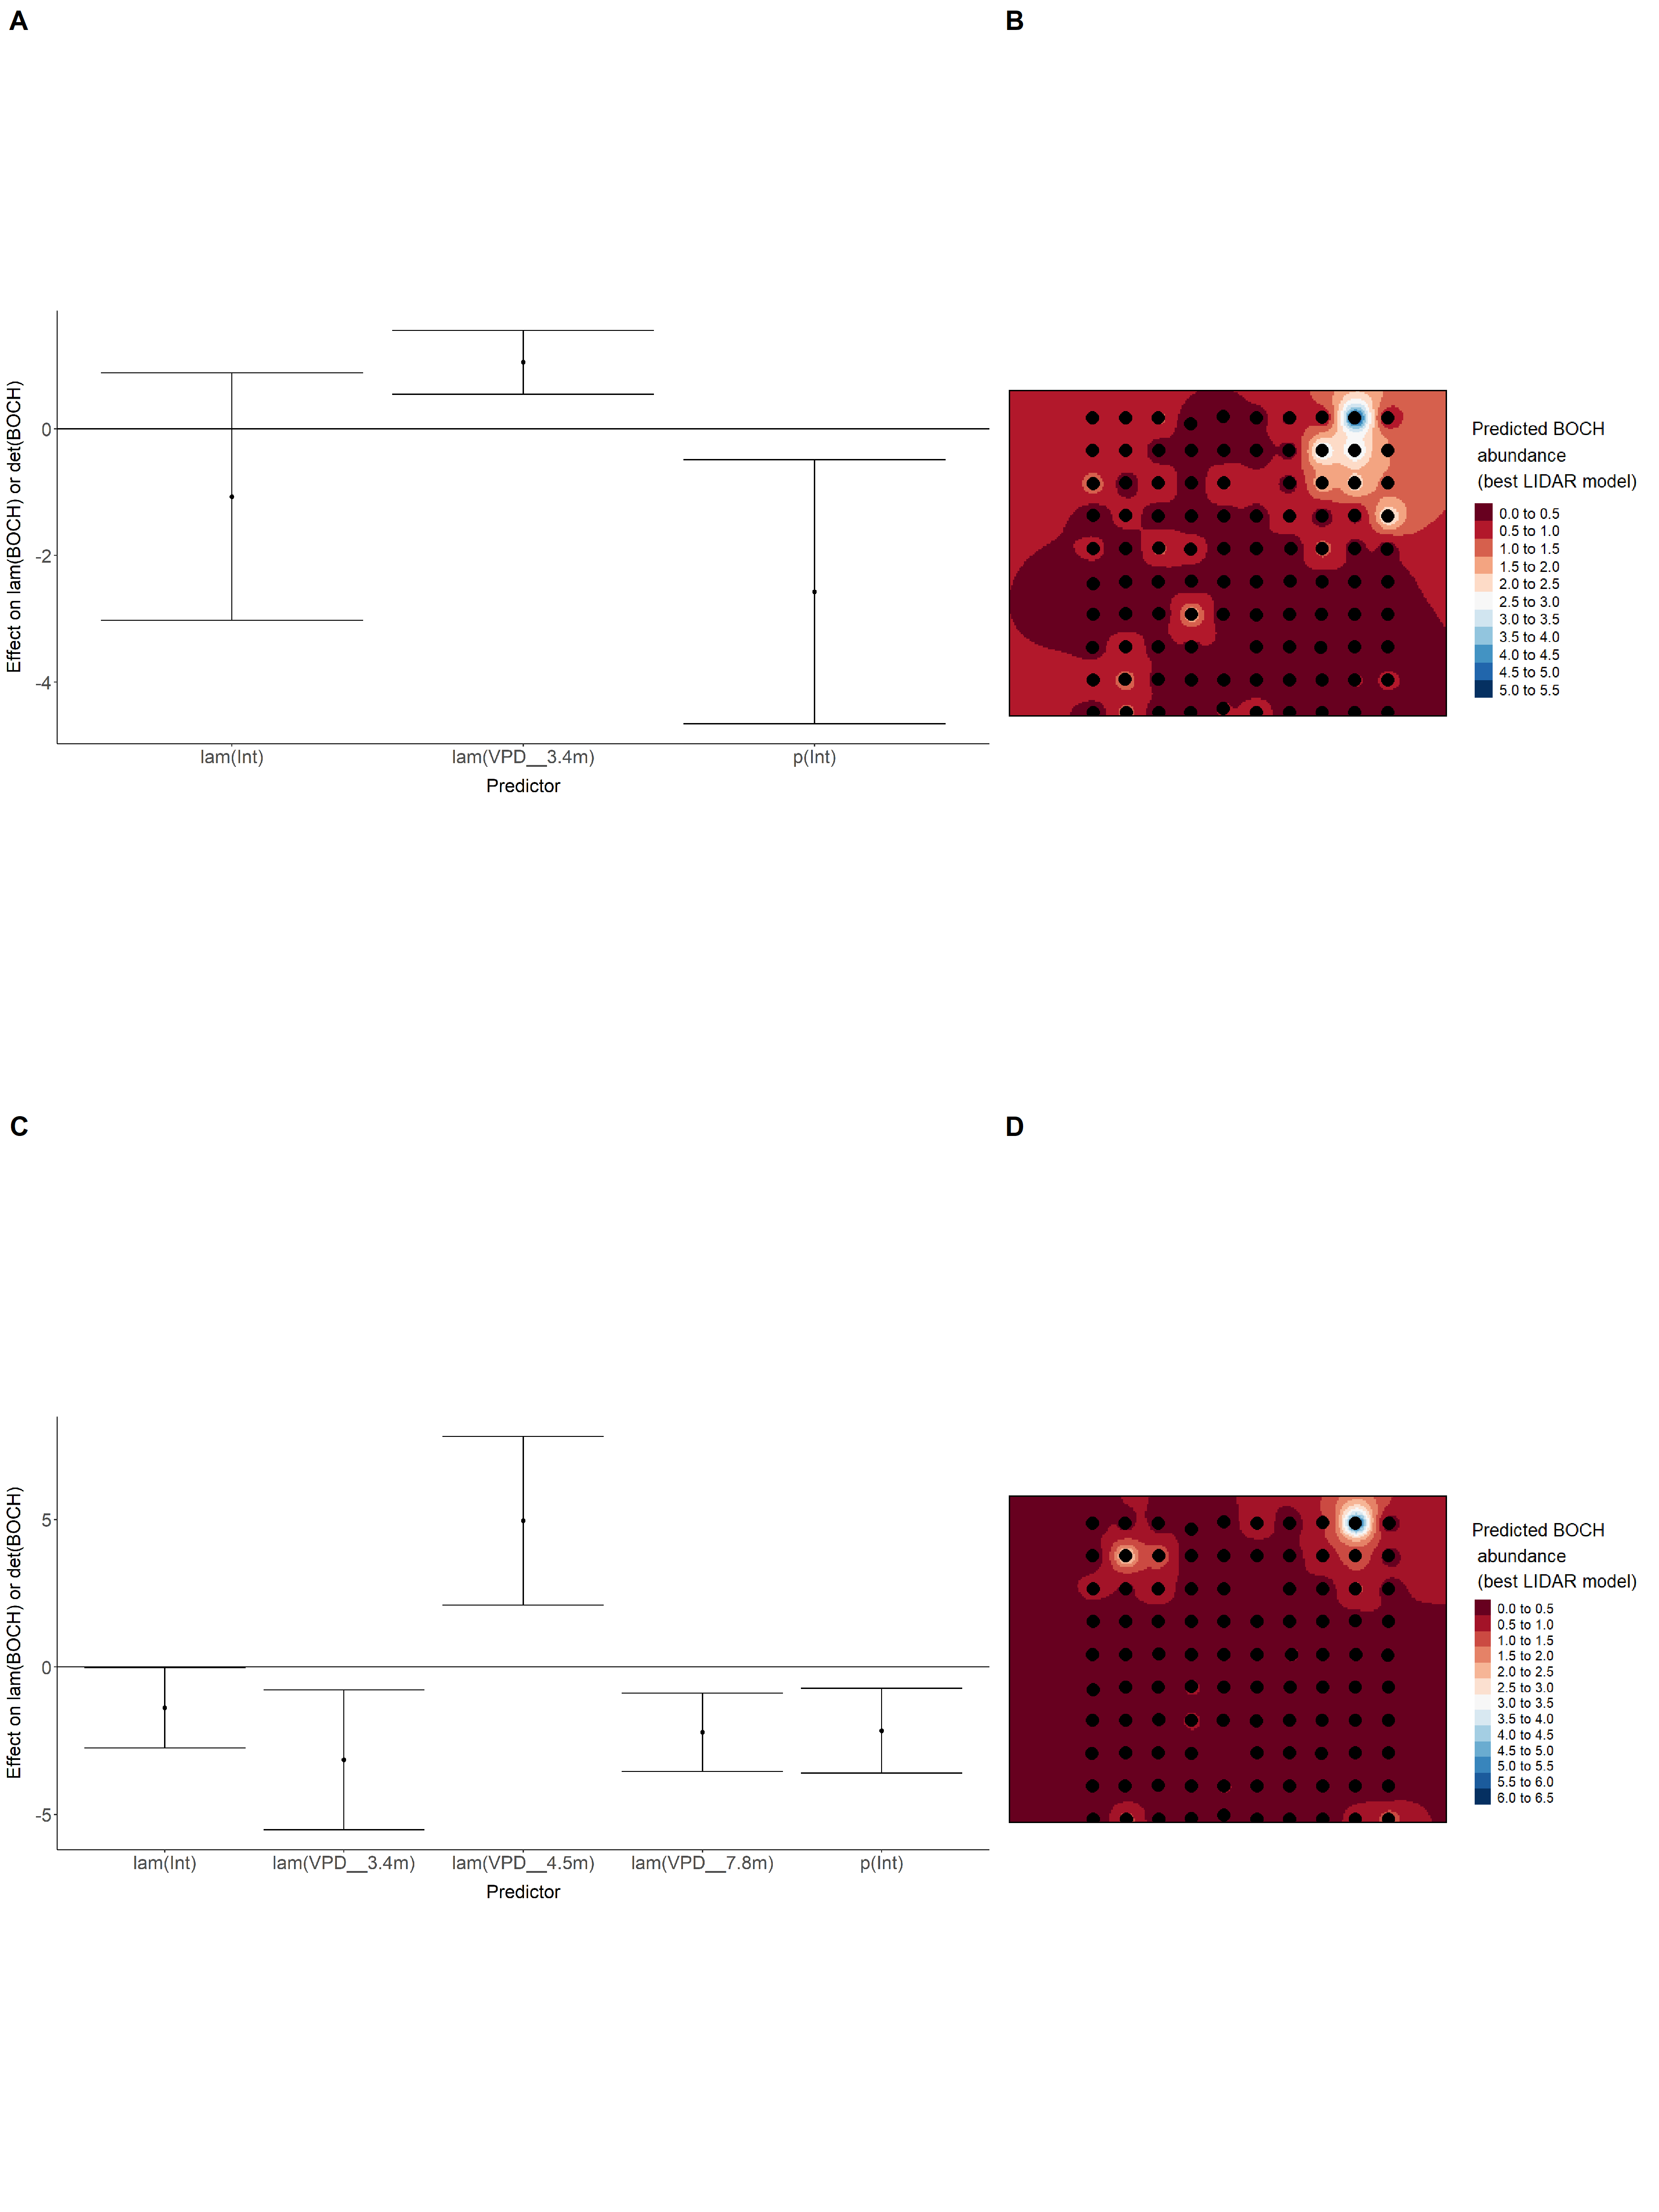 A
B
Effect on lam(BOCH) or det(BOCH)
0
-2
-4
lam(Int)
lam(VPD__3.4m)
p(Int)
Predictor
Predicted BOCH
abundance
(best LIDAR model)
0.0 to 0.5
0.5 to 1.0
1.0 to 1.5
1.5 to 2.0
2.0 to 2.5
2.5 to 3.0
3.0 to 3.5
3.5 to 4.0
4.0 to 4.5
4.5 to 5.0
5.0 to 5.5
C
D
Effect on lam(BOCH) or det(BOCH)
5
0
-5
lam(Int)
lam(VPD__3.4m)
lam(VPD__4.5m)
lam(VPD__7.8m)
p(Int)
Predictor
Predicted BOCH
abundance
(best LIDAR model)
0.0 to 0.5
0.5 to 1.0
1.0 to 1.5
1.5 to 2.0
2.0 to 2.5
2.5 to 3.0
3.0 to 3.5
3.5 to 4.0
4.0 to 4.5
4.5 to 5.0
5.0 to 5.5
5.5 to 6.0
6.0 to 6.5